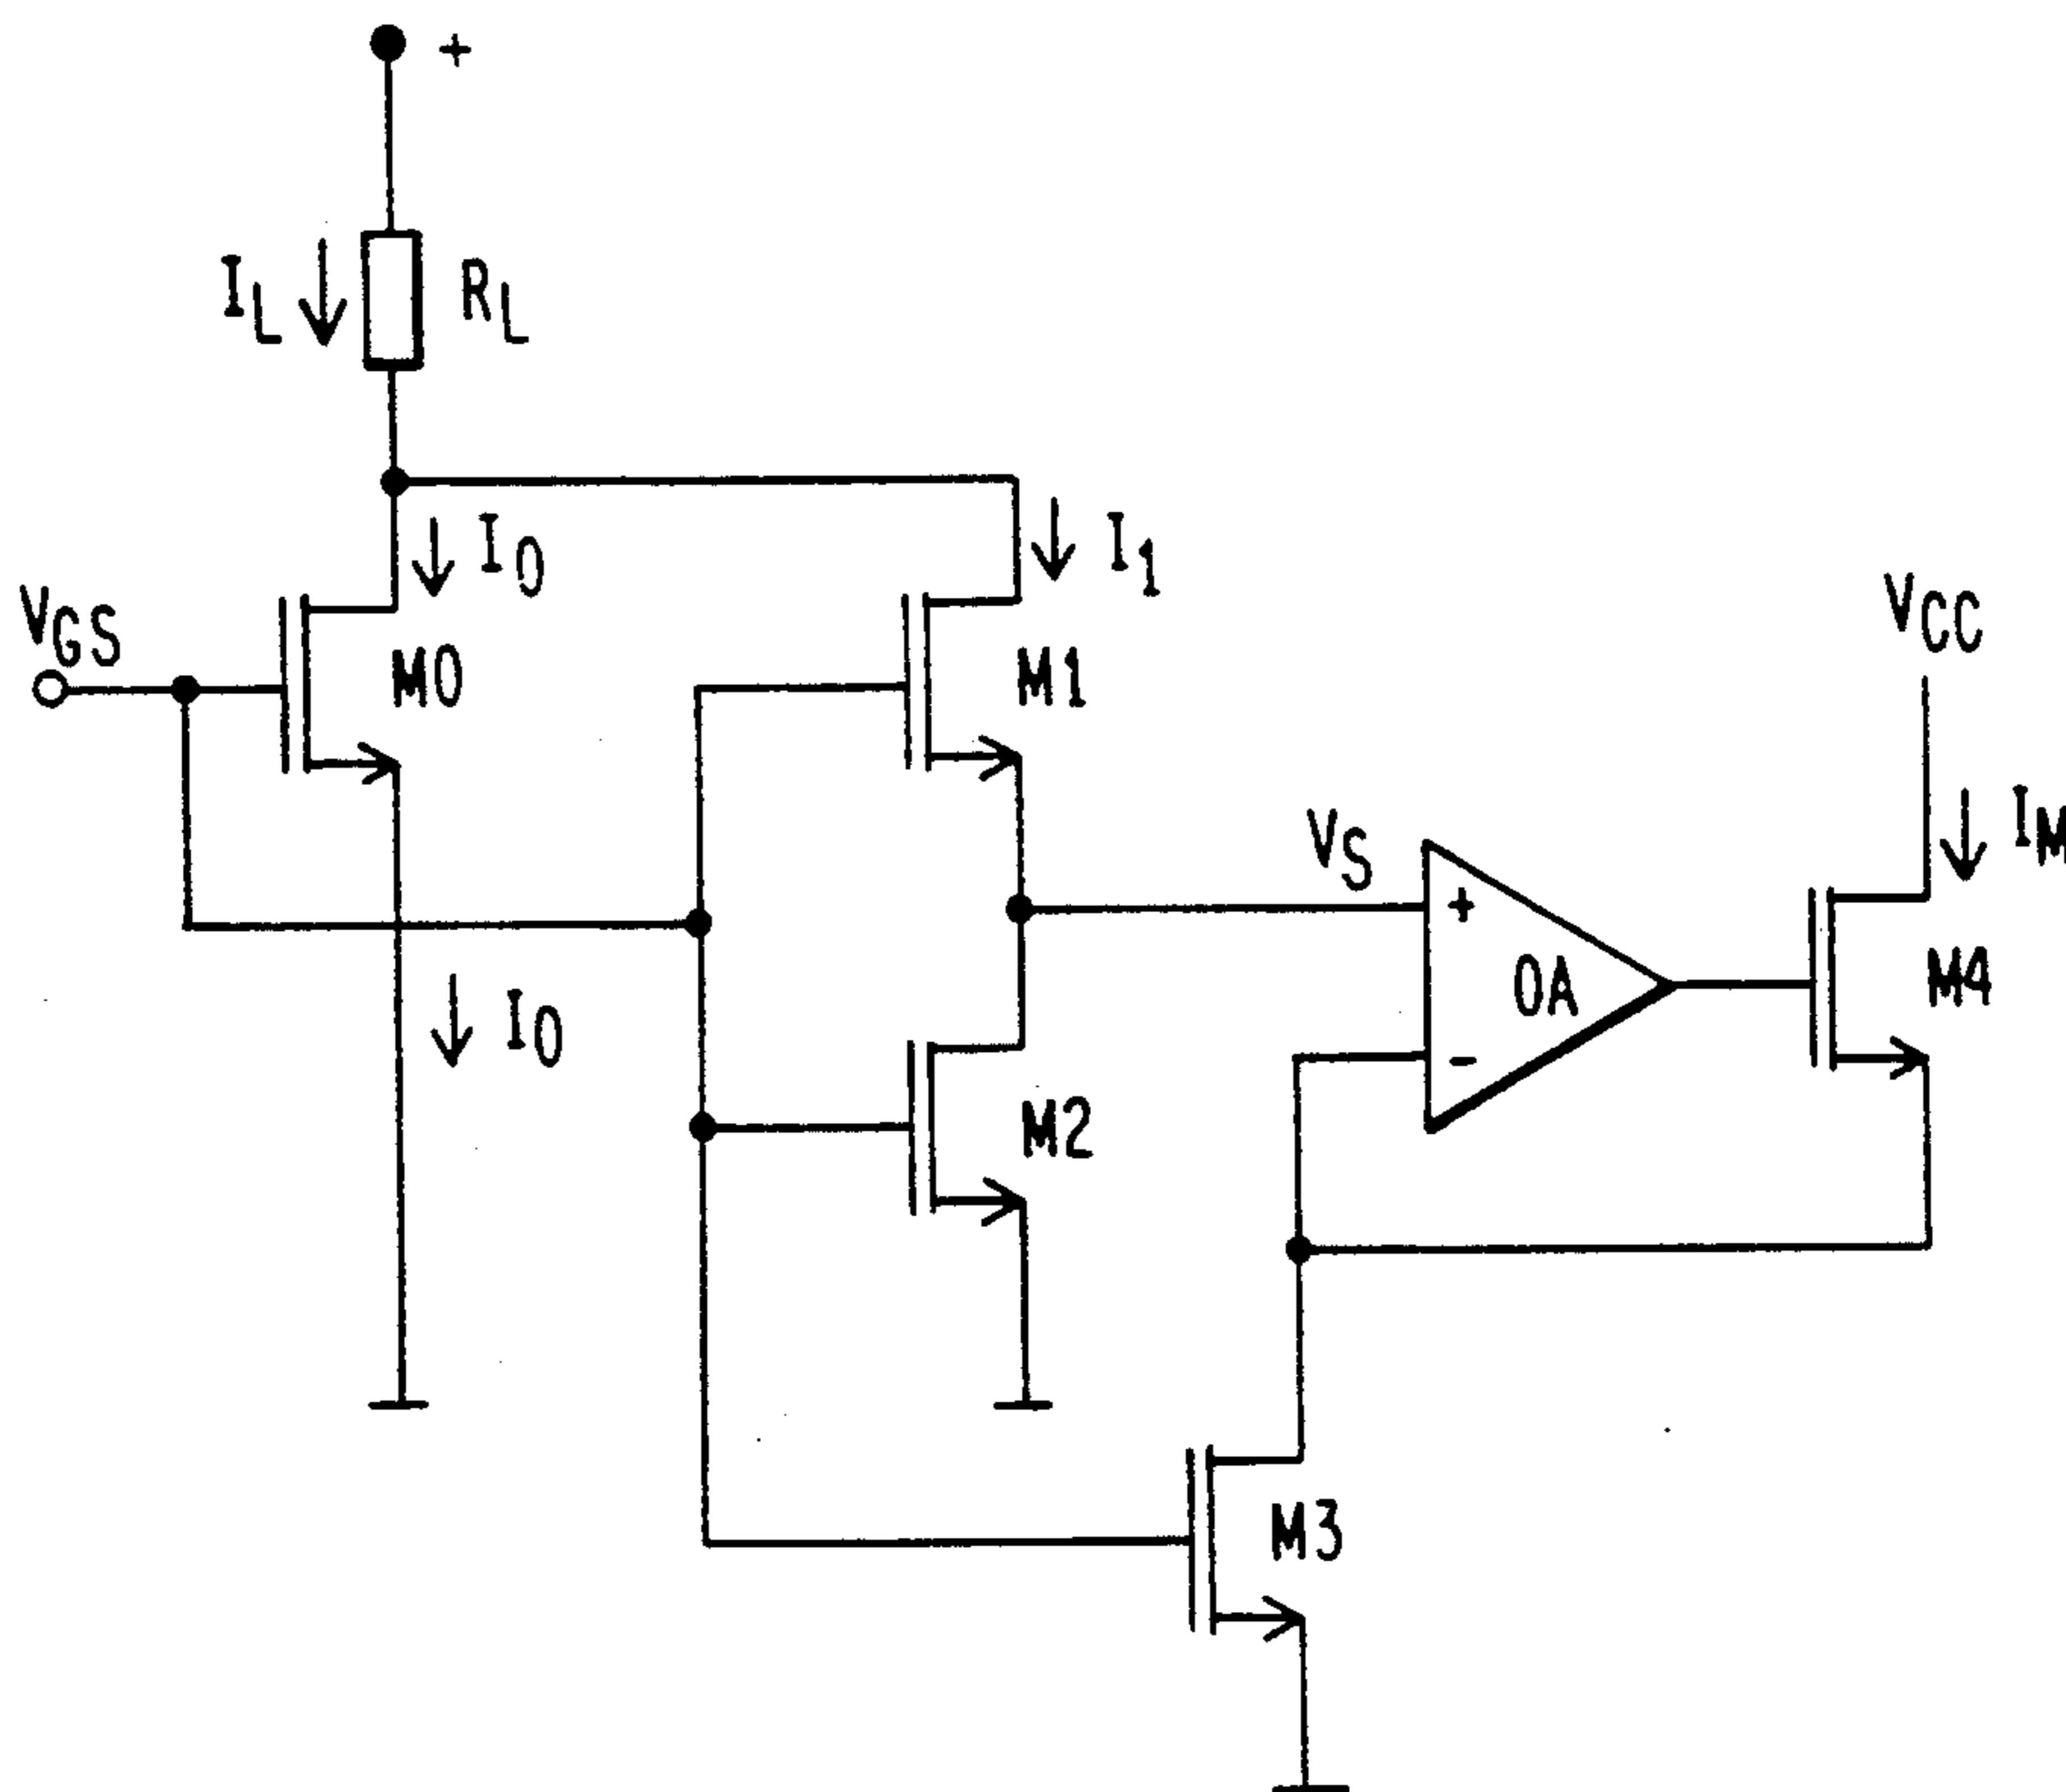 +
I_L
R_L
I_0
I_1
V_GS
M0
M1
V_CC
V_S
I_M
+
OA
M4
I_0
-
M2
M3